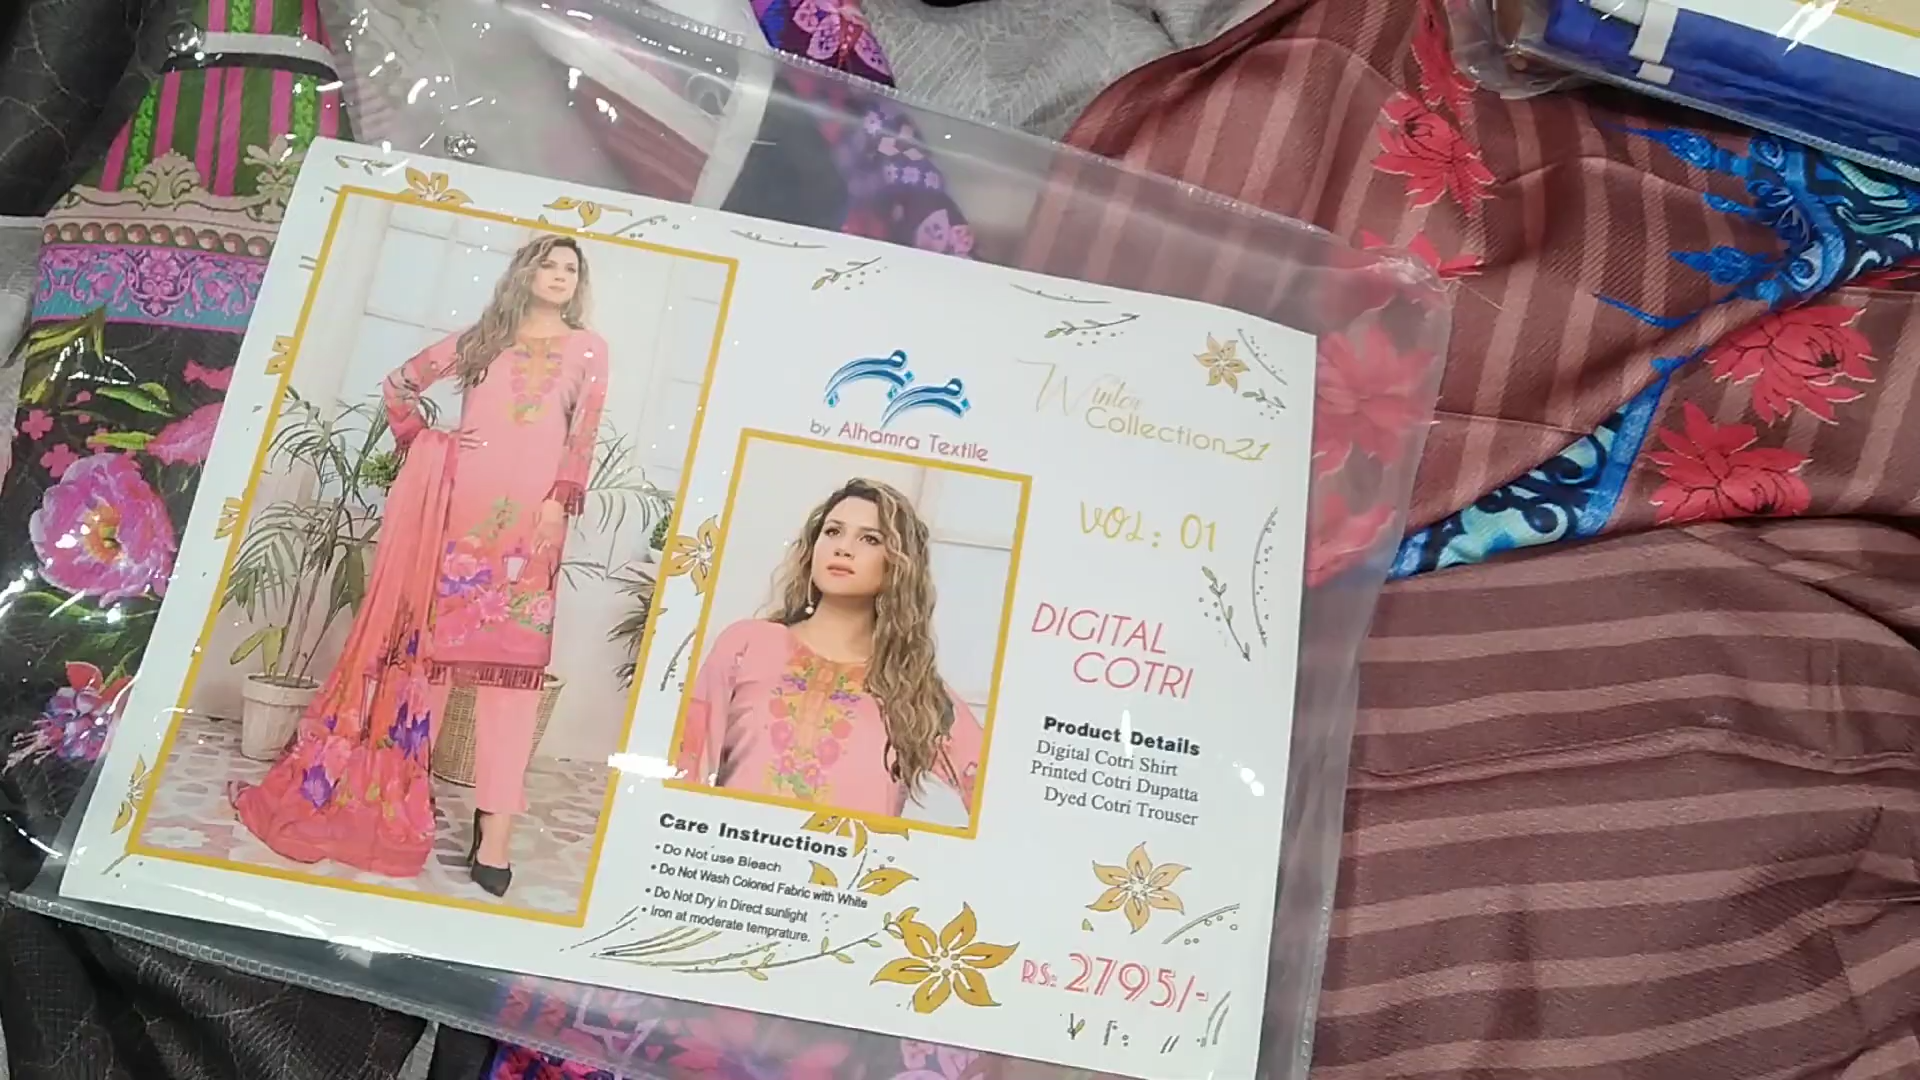 by Alhamra Textile
Winter
Collection 21
VOL: 01
DIGITAL
COTRI
Product Details
Digital Cotri Shirt
Printed Cotri Dupatta
Dyed Cotri Trouser
Care Instructions
• Do Not use Bleach
• Do Not Wash Colored Fabric with White
• Do Not Dry in Direct sunlight
• Iron at moderate temprature.
RS: 2795/-